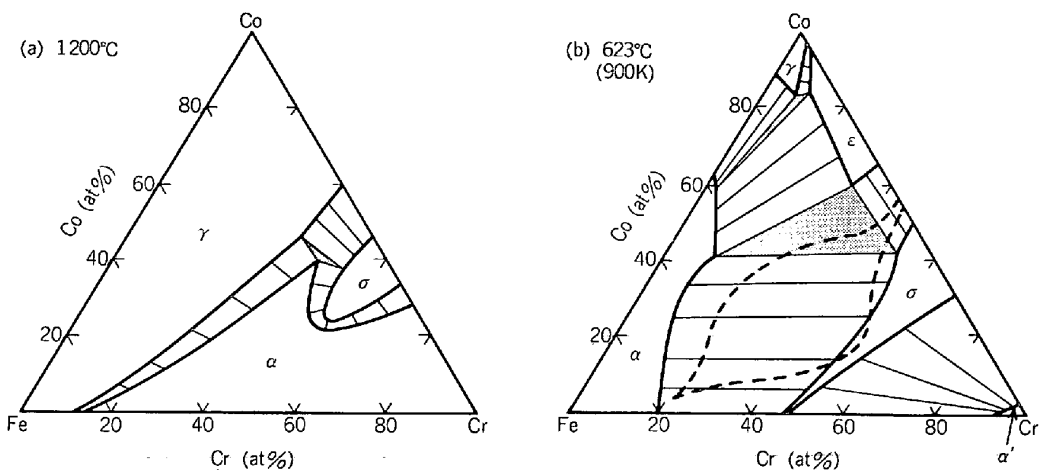 (a) 1200°C
Co
80
60
Co (at%)
40
20
γ
σ
α
Fe
20
40
60
80
Cr
Cr (at%)
(b) 623°C
(900K)
Co
γ
80
ε
60
Co (at%)
40
20
σ
α
Fe
20
40
60
80
Cr
α'
Cr (at%)